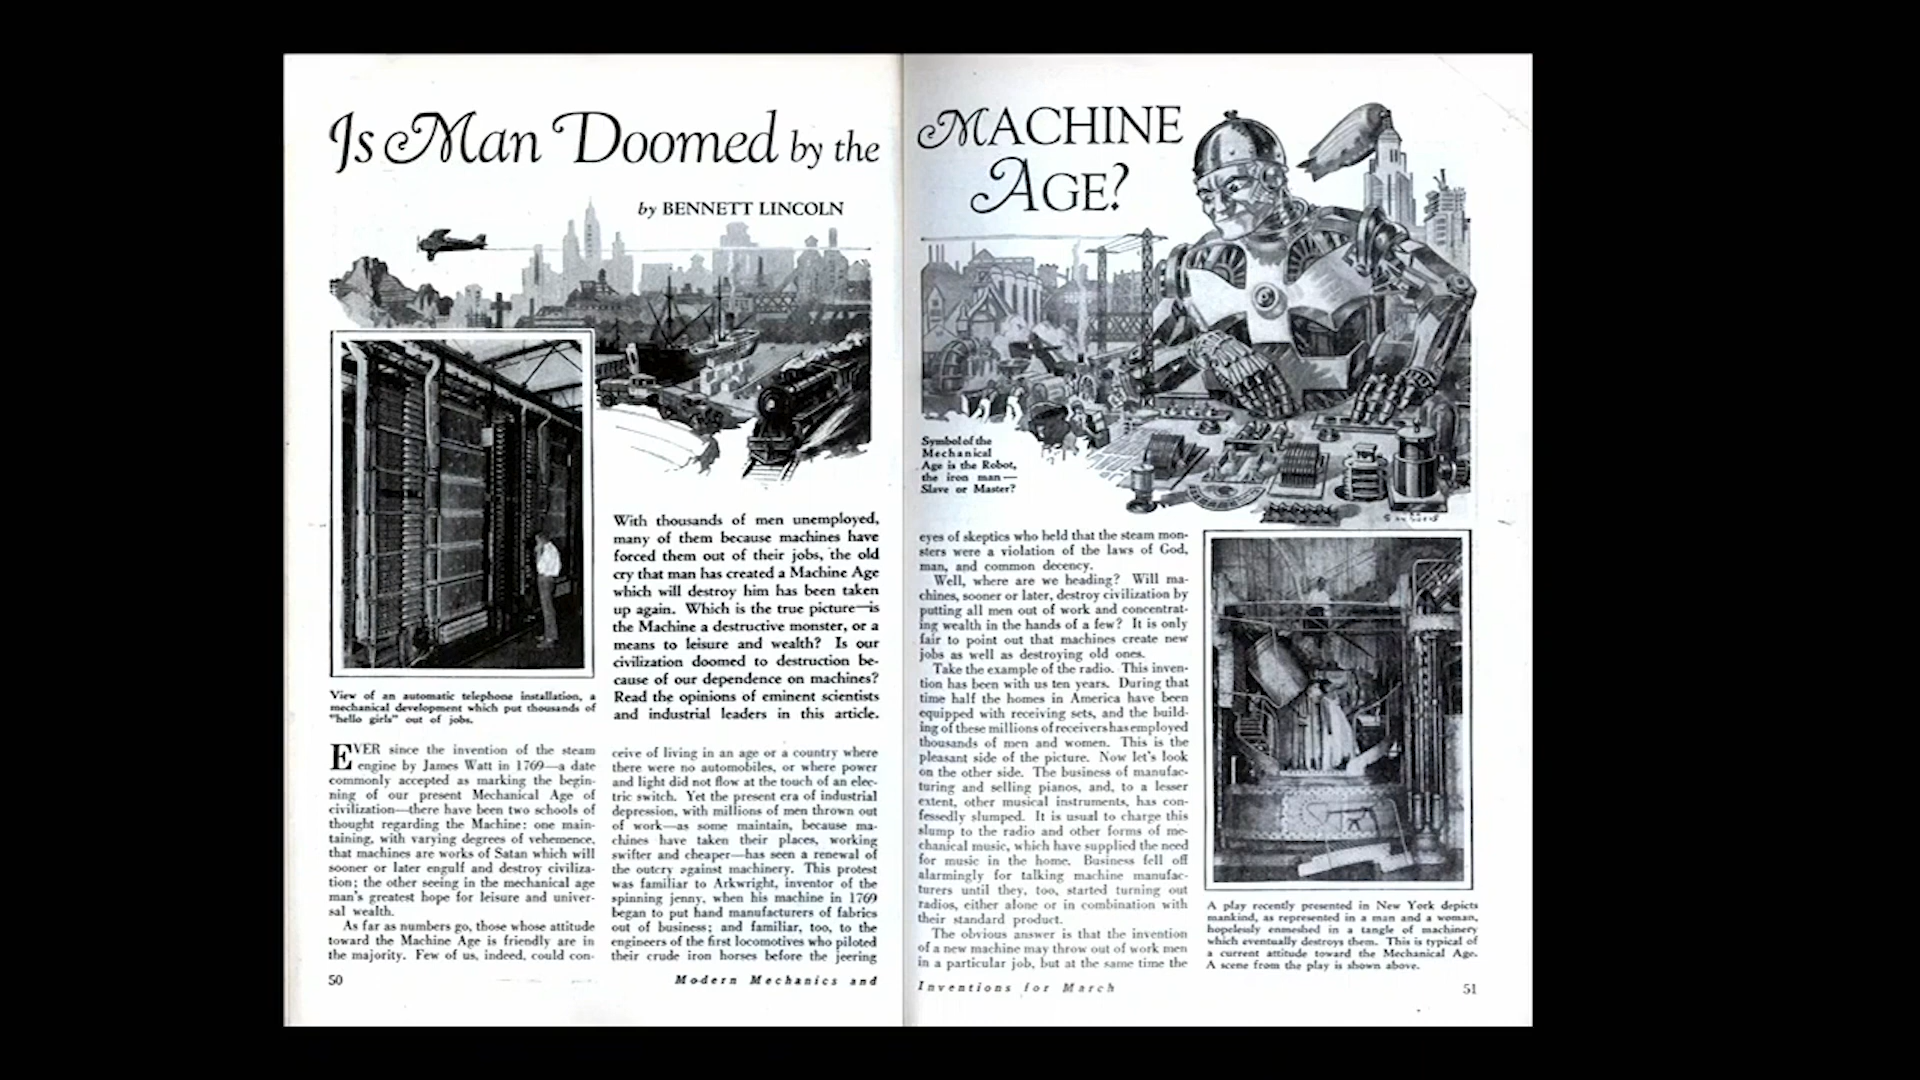 Is Man Doomed by the
MACHINE
AGE?
by BENNETT LINCOLN
View of an automatic telephone installation, a
mechanical development which put thousands of
"hello girls" out of jobs.
With thousands of men unemployed,
many of them because machines have
forced them out of their jobs, the old
cry that man has created a Machine Age
which will destroy him has been taken
up again. Which is the true picture—is
the Machine a destructive monster, or a
means to leisure and wealth? Is our
civilization doomed to destruction be-
cause of our dependence on machines?
Read the opinions of eminent scientists
and industrial leaders in this article.
EVER since the invention of the steam
engine by James Watt in 1769—a date
commonly accepted as marking the begin-
ning of our present Mechanical Age of
civilization—there have been two schools of
thought regarding the Machine: one main-
taining, with varying degrees of vehemence,
that machines are works of Satan which will
sooner or later engulf and destroy civiliza-
tion; the other seeing in the mechanical age
man's greatest hope for leisure and univer-
sal wealth.
As far as numbers go, those whose attitude
toward the Machine Age is friendly are in
the majority. Few of us, indeed, could con-
ceive of living in an age or a country where
there were no automobiles, or where power
and light did not flow at the touch of an elec-
tric switch. Yet the present era of industrial
depression, with millions of men thrown out
of work—as some maintain, because ma-
chines have taken their places, working
swifter and cheaper—has seen a renewal of
the outcry against machinery. This protest
was familiar to Arkwright, inventor of the
spinning jenny, when his machine in 1769
began to put hand manufacturers of fabrics
out of business; and familiar, too, to the
engineers of the first locomotives who piloted
their crude iron horses before the jeering
50
Modern Mechanics and
Symbol of the
Mechanical
Age is the Robot,
the iron man—
Slave or Master?
eyes of skeptics who held that the steam mon-
sters were a violation of the laws of God,
man, and common decency.
Well, where are we heading? Will ma-
chines, sooner or later, destroy civilization by
putting all men out of work and concentrat-
ing wealth in the hands of a few? It is only
fair to point out that machines create new
jobs as well as destroying old ones.
Take the example of the radio. This inven-
tion has been with us ten years. During that
time half the homes in America have been
equipped with receiving sets, and the build-
ing of these millions of receivers has employed
thousands of men and women. This is the
pleasant side of the picture. Now let's look
on the other side. The business of manufac-
turing and selling pianos, and, to a lesser
extent, other musical instruments, has con-
fessedly slumped. It is usual to charge this
slump to the radio and other forms of me-
chanical music, which have supplied the need
for music in the home. Business fell off
alarmingly for talking machine manufac-
turers until they, too, started turning out
radios, either alone or in combination with
their standard product.
The obvious answer is that the invention
of a new machine may throw out of work men
in a particular job, but at the same time the
A play recently presented in New York depicts
mankind, as represented in a man and a woman,
hopelessly enmeshed in a tangle of machinery
which eventually destroys them. This is typical of
a current attitude toward the Mechanical Age.
A scene from the play is shown above.
Inventions for March
51